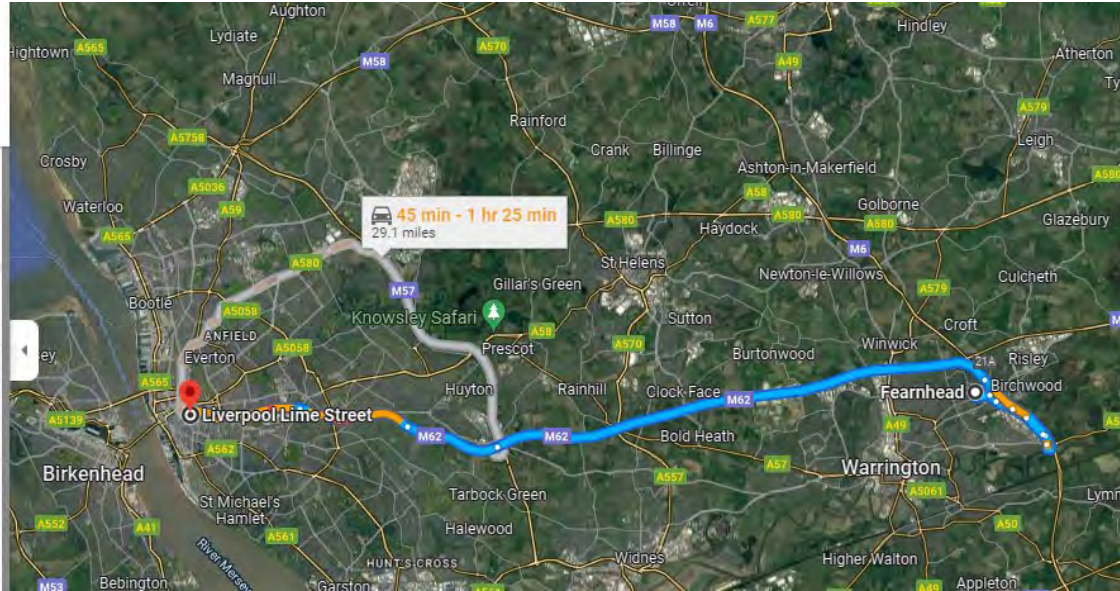 Aughton
M58
M6
A577
Hindley
Lydiate
A565
A570
M58
A49
Atherton
Maghull
A579
Rainford
Leigh
A5758
Crank
Billinge
Crosby
Ashton-in-Makerfield
A580
A5036
A58
Golborne
Waterloo
A59
45 min - 1 hr 25 min
29.1 miles
A580
A580
A580
Glazebury
A565
Haydock
M6
A580
St Helens
Newton-le-Willows
Culcheth
Gillar's Green
M57
A579
Bootle
A5058
Knowsley Safari
Sutton
Croft
ANFIELD
A58
Everton
A5058
Prescot
A570
Winwick
Burtonwood
21A
Risley
A565
Huyton
Rainhill
Clock Face
Birchwood
Fearnhead
M62
Liverpool Lime Street
A5139
M62
M62
Bold Heath
A49
A562
A57
Birkenhead
Warrington
A557
St Michael's
Hamlet
Tarbock Green
A5061
A552
A41
A561
Halewood
A50
River Mersey
HUNT'S CROSS
Widnes
Higher Walton
M53
Bebington
Garston
A49
Appleton